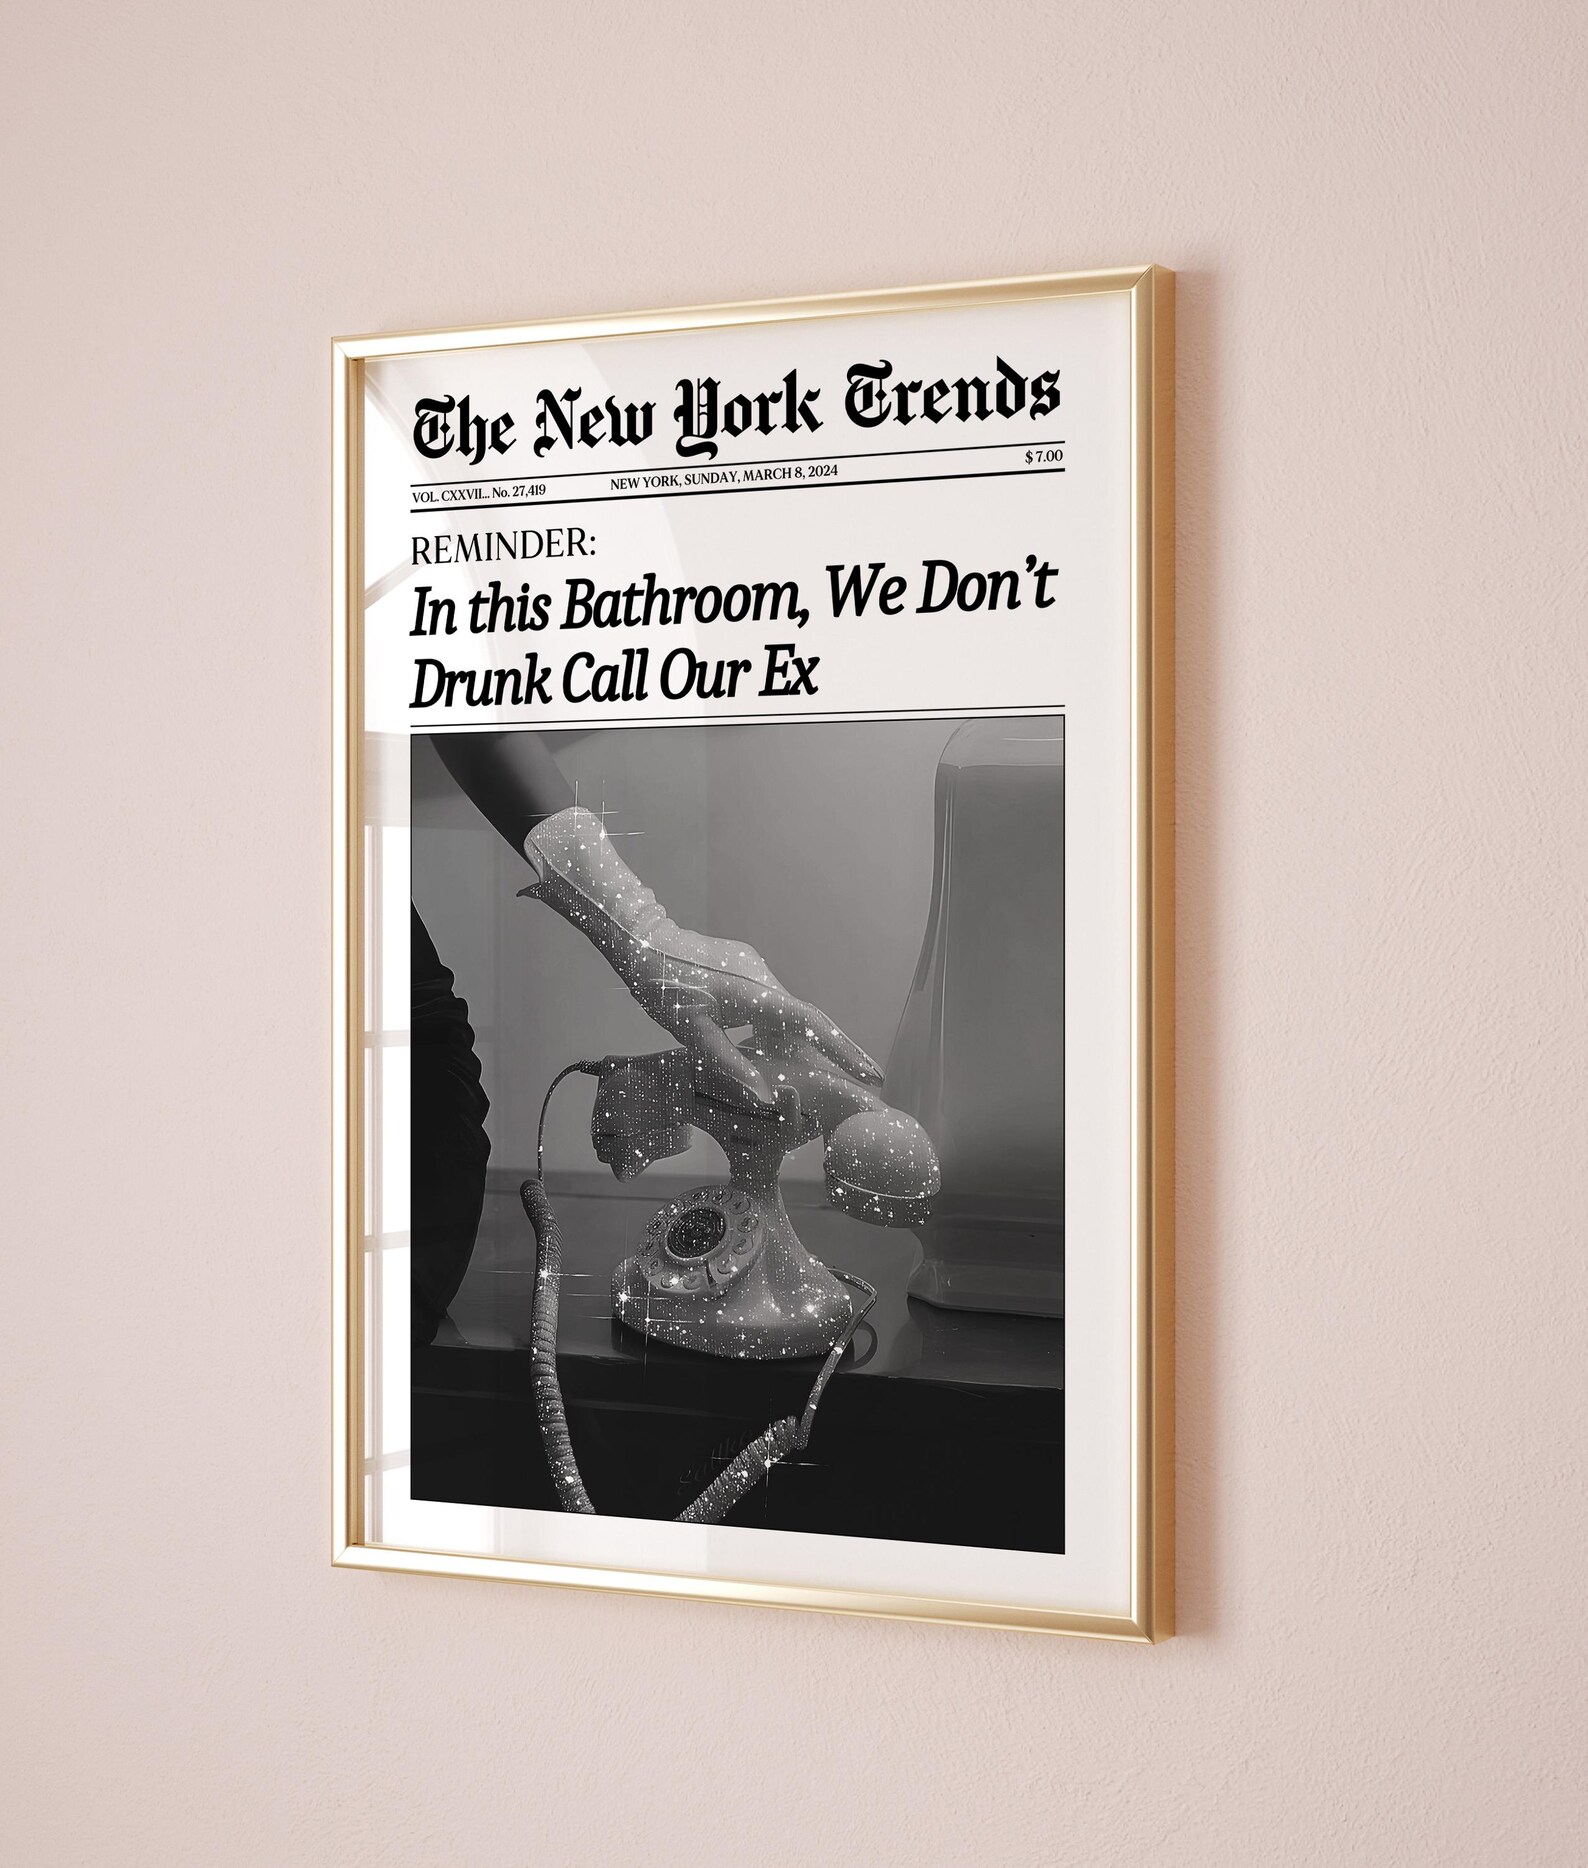 The New York Trends
VOL. CXXVII... No. 27,419 NEW YORK, SUNDAY, MARCH 8, 2024 $ 7.00
REMINDER:
In this Bathroom, We Don't
Drunk Call Our Ex